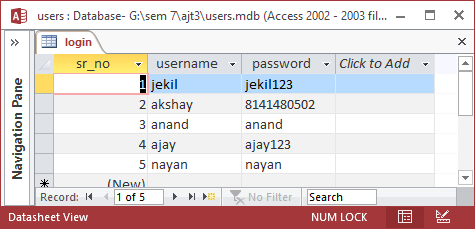 users : Database- G:\sem 7\ajt3\users.mdb (Access 2002 - 2003 fil...
login
sr_no username password Click to Add
1 jekil jekil123
2 akshay 8141480502
3 anand anand
4 ajay ajay123
5 nayan nayan
(New)
Navigation Pane
Record: 1 of 5 No Filter Search
Datasheet View NUM LOCK